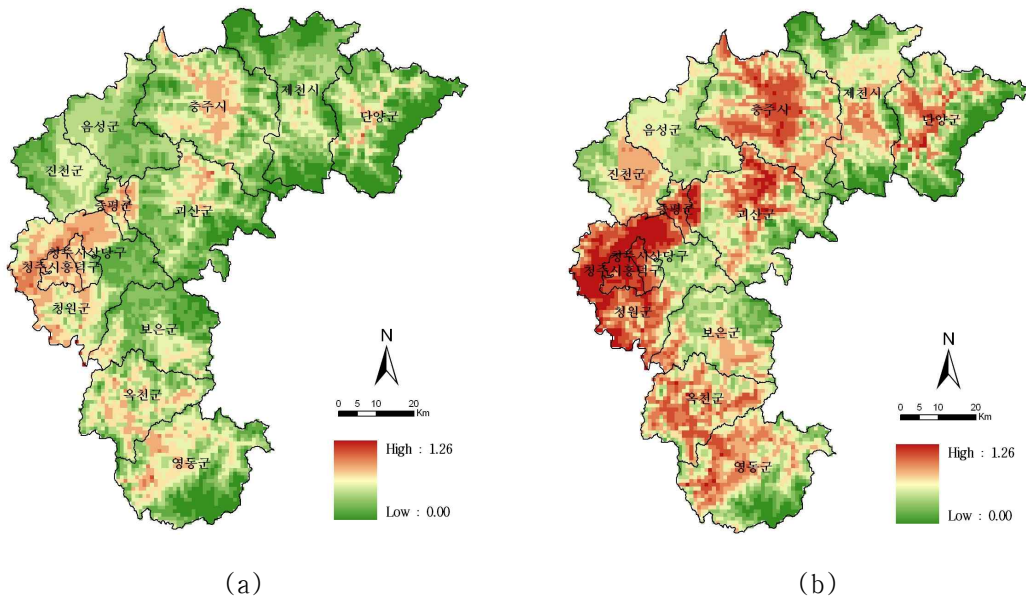 충주시
제천시
단양군
음성군
진천군
증평군
괴산군
청주시상당구
청주시흥덕구
청원군
보은군
옥천군
영동군
N
0 5 10 20
Km
High : 1.26
Low : 0.00
(a)
충주시
제천시
단양군
음성군
진천군
증평군
괴산군
청주시상당구
청주시흥덕구
청원군
보은군
옥천군
영동군
N
0 5 10 20
Km
High : 1.26
Low : 0.00
(b)